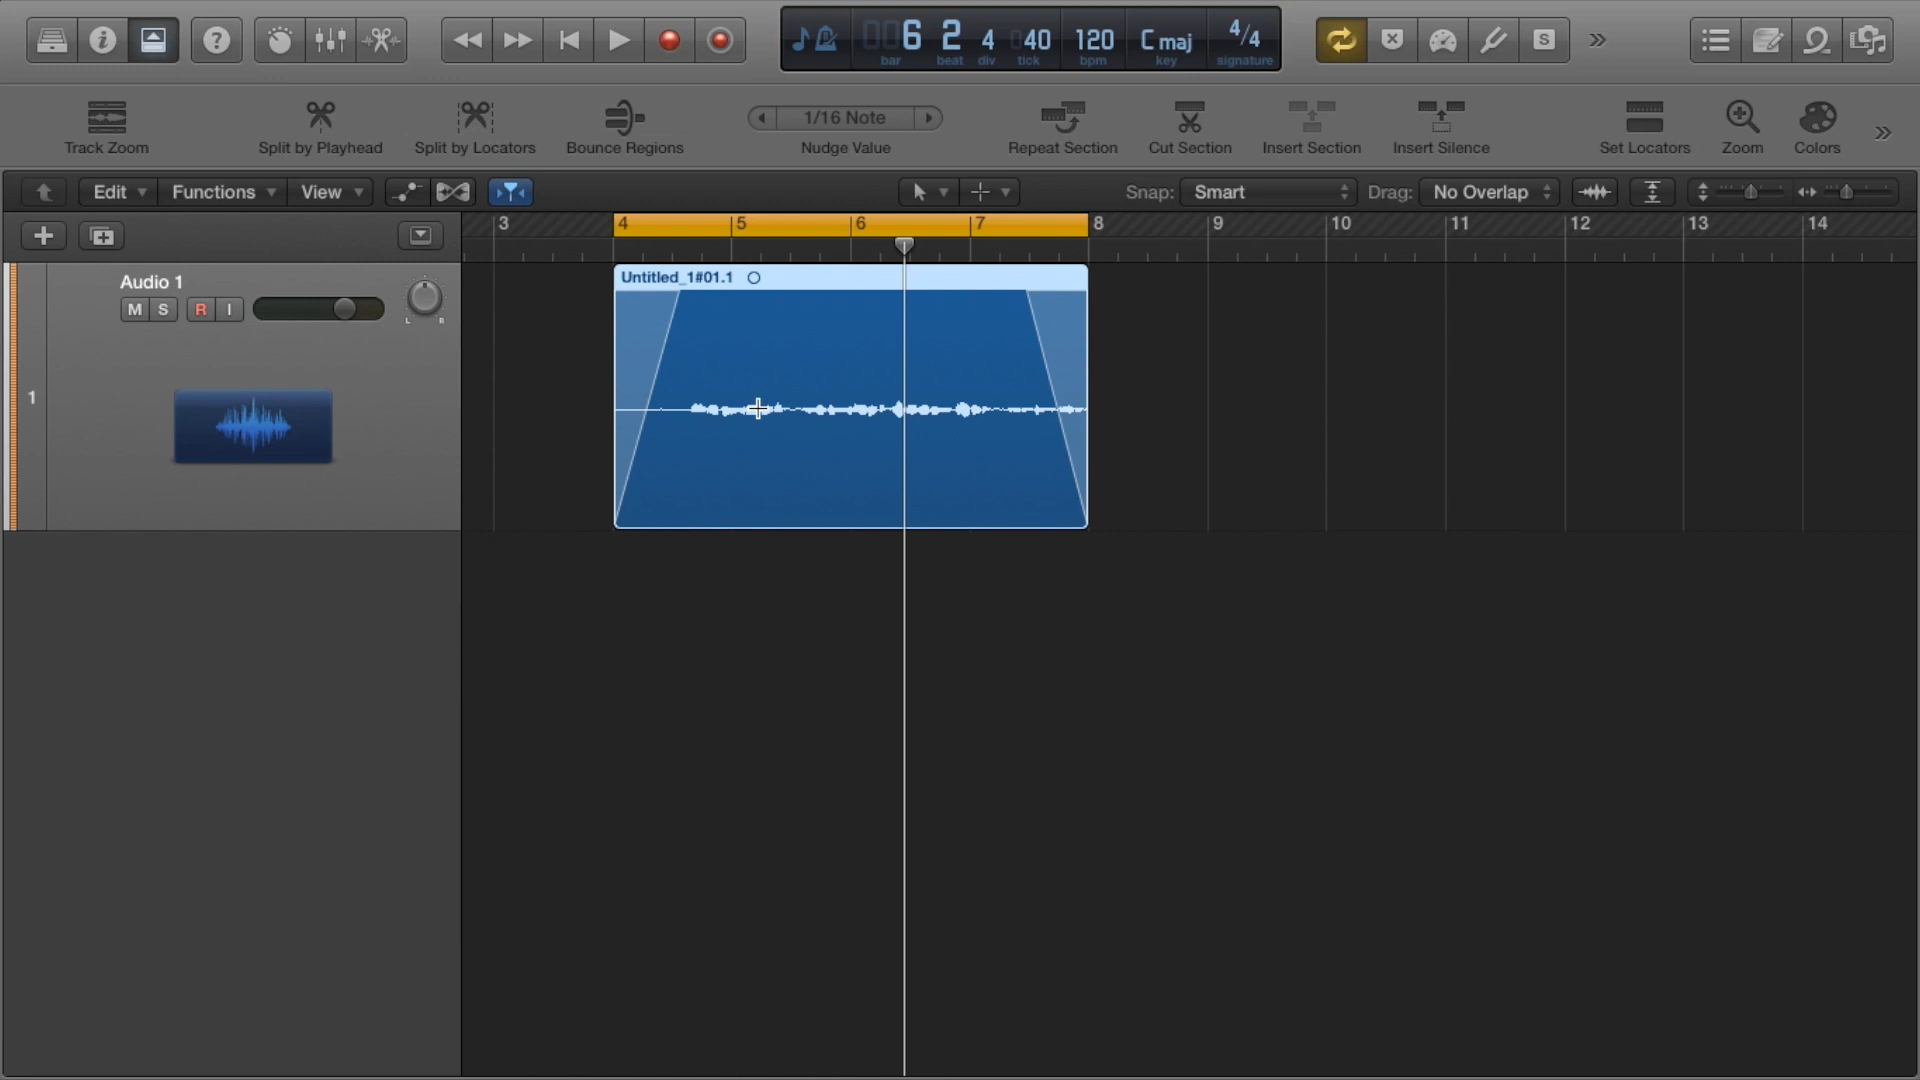 006 2 4 040 120 C maj 4/4
bar beat div tick bpm key signature
S
Track Zoom Split by Playhead Split by Locators Bounce Regions
1/16 Note
Nudge Value
Repeat Section Cut Section Insert Section Insert Silence Set Locators Zoom Colors
Edit Functions View Snap: Smart Drag: No Overlap
3 4 5 6 7 8 9 10 11 12 13 14
Audio 1
M S R I
L R
1
Untitled_1#01.1